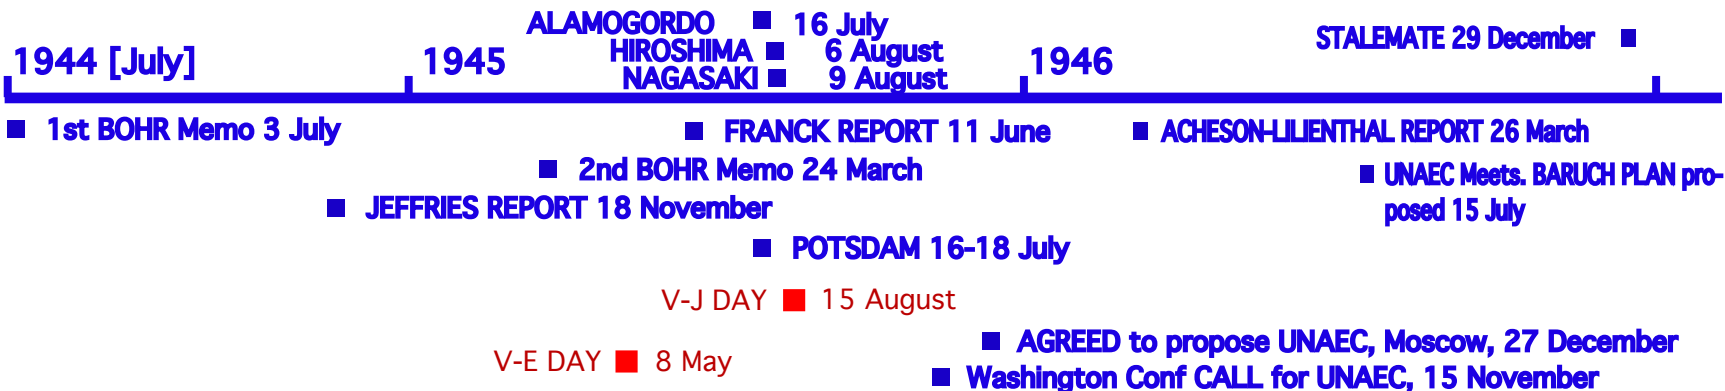 ALAMOGORDO 16 July
STALEMATE 29 December
HIROSHIMA 6 August
1944 [July] 1945 1946
NAGASAKI 9 August
1st BOHR Memo 3 July
FRANCK REPORT 11 June
ACHESON-LILIENTHAL REPORT 26 March
2nd BOHR Memo 24 March
UNAEC Meets. BARUCH PLAN pro-
posed 15 July
JEFFRIES REPORT 18 November
POTSDAM 16-18 July
V-J DAY 15 August
AGREED to propose UNAEC, Moscow, 27 December
V-E DAY 8 May
Washington Conf CALL for UNAEC, 15 November